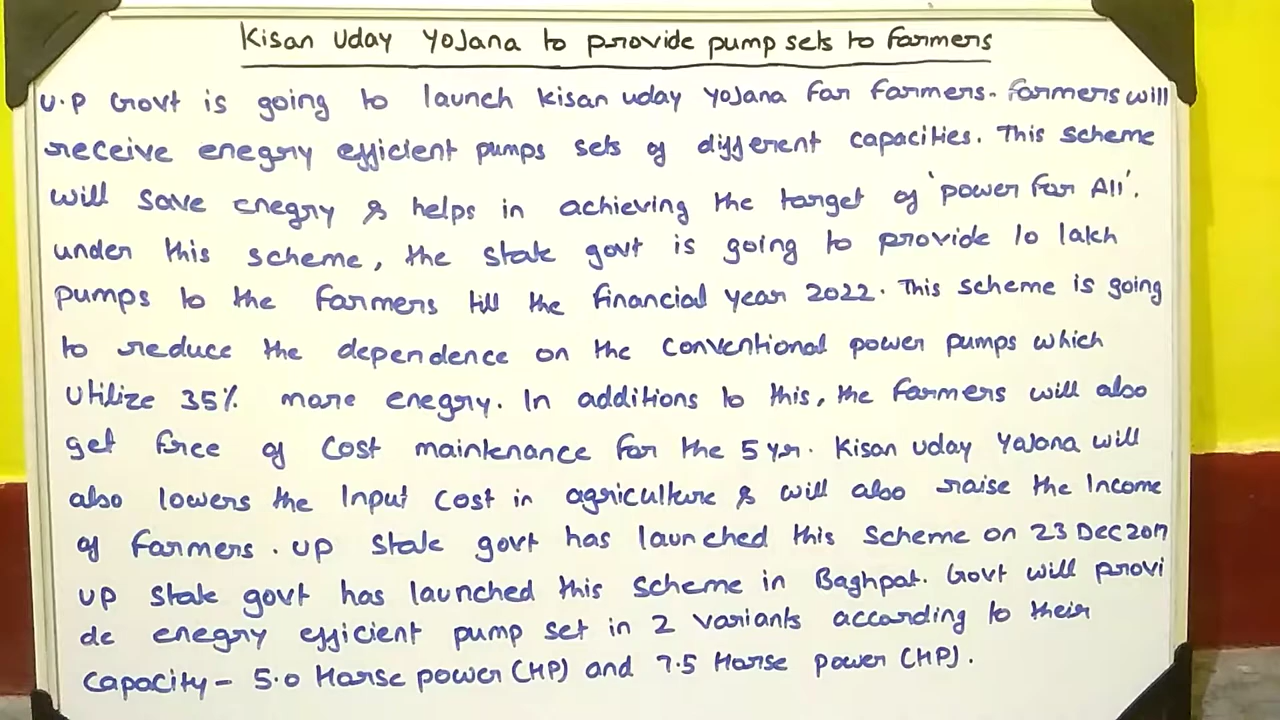 Kisan Uday Yojana to provide pump sets to farmers
U.P Govt is going to launch Kisan uday yojana for farmers. farmers will
receive enegry efficient pumps sets of different capacities. This scheme
will save enegry & helps in achieving the target of 'power for All'.
under this scheme, the state govt is going to provide 10 lakh
pumps to the farmers till the financial year 2022. This scheme is going
to reduce the dependence on the conventional power pumps which
utilize 35% more enegry. In additions to this, the farmers will also
get free of cost maintenance for the 5 yr. Kisan uday Yojana will
also lowers the Input cost in agriculture & will also raise the Income
of farmers. UP state govt has launched this scheme on 23 Dec 2017
UP state govt has launched this scheme in Baghpat. Govt will provi
de enegry efficient pump set in 2 variants according to their
capacity - 5.0 Horse power (HP) and 7.5 Horse power (HP).